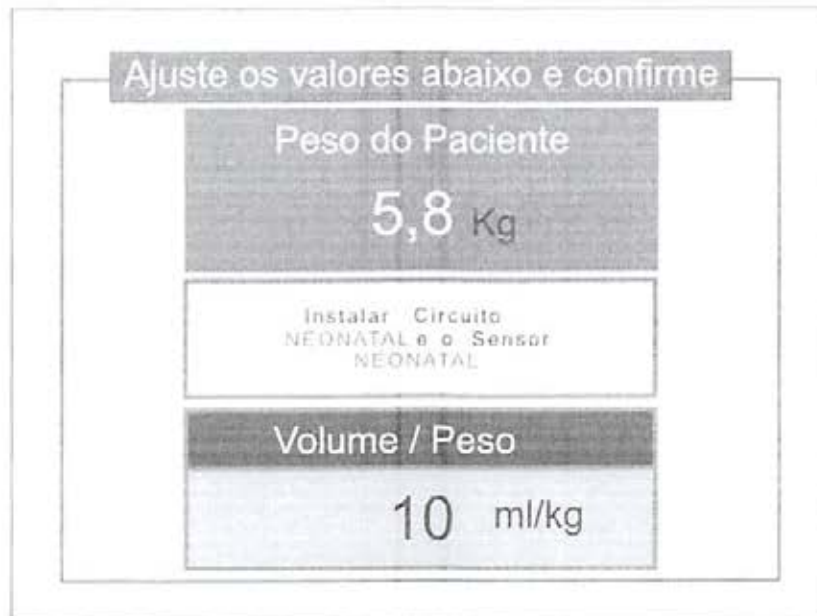 Ajuste os valores abaixo e confirme
Peso do Paciente
5,8 Kg
Instalar Circuito
NEONATAL e o Sensor
NEONATAL
Volume / Peso
10 ml/kg